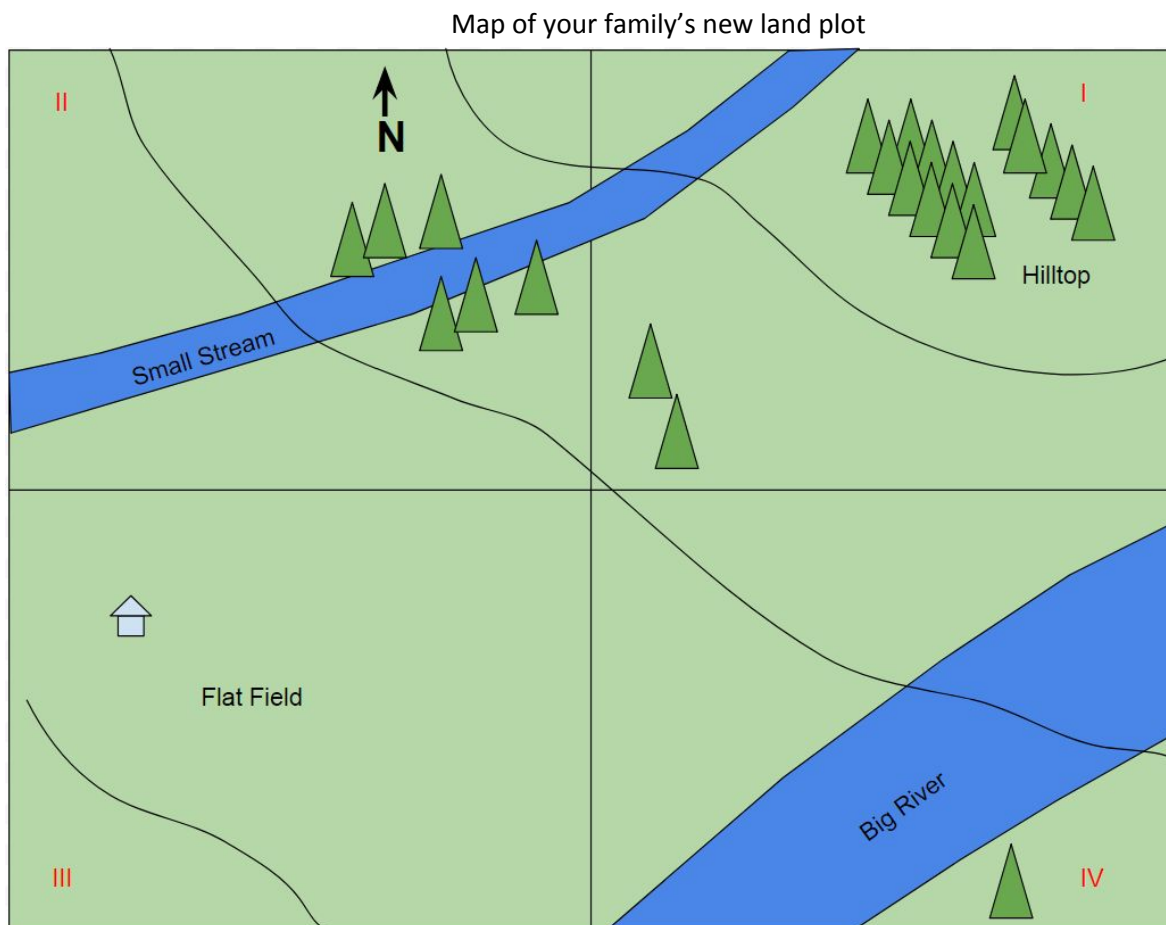 Map of your family's new land plot
II
I
N
Hilltop
Small Stream
Flat Field
Big River
III
IV